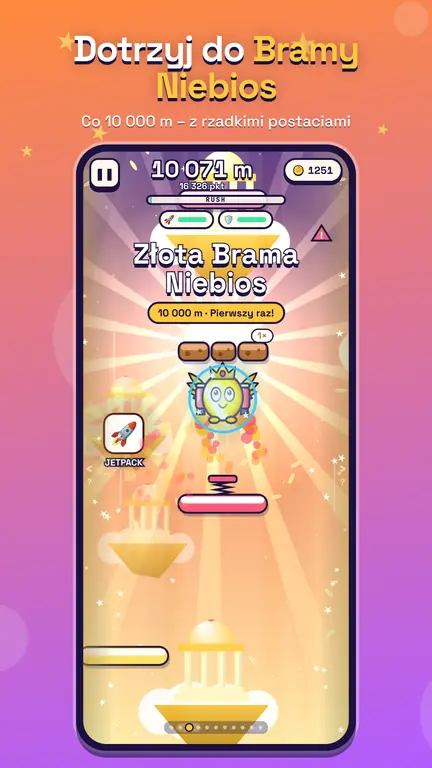 Dotrzyj do Bramy
Niebios
Co 10 000 m – z rzadkimi postaciami
10 071 m
1251
16 326 pkt
RUSH
Złota Brama
Niebios
10 000 m · Pierwszy raz!
1×
JETPACK